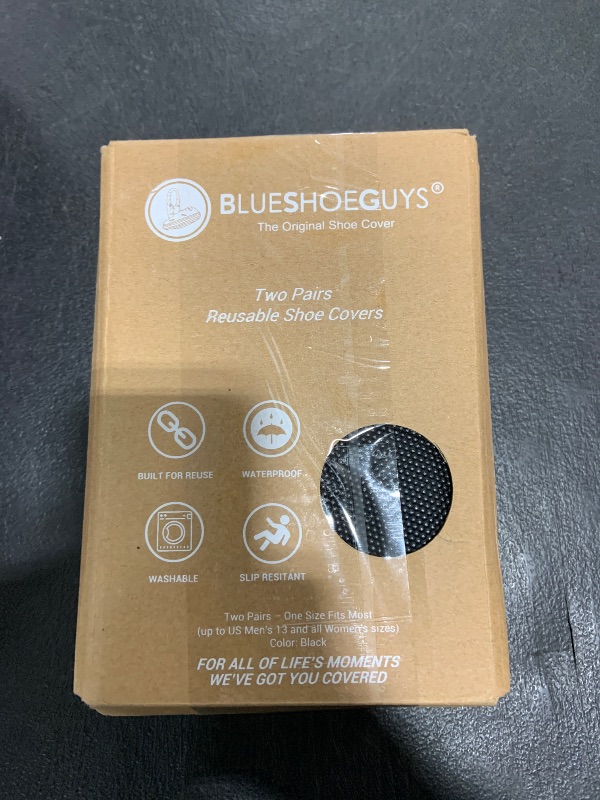 BLUESHOEGUYS®
The Original Shoe Cover
Two Pairs
Reusable Shoe Covers
BUILT FOR REUSE
WATERPROOF
WASHABLE
SLIP RESITANT
Two Pairs – One Size Fits Most
(up to US Men's 13 and all Women's sizes)
Color: Black
FOR ALL OF LIFE'S MOMENTS
WE'VE GOT YOU COVERED